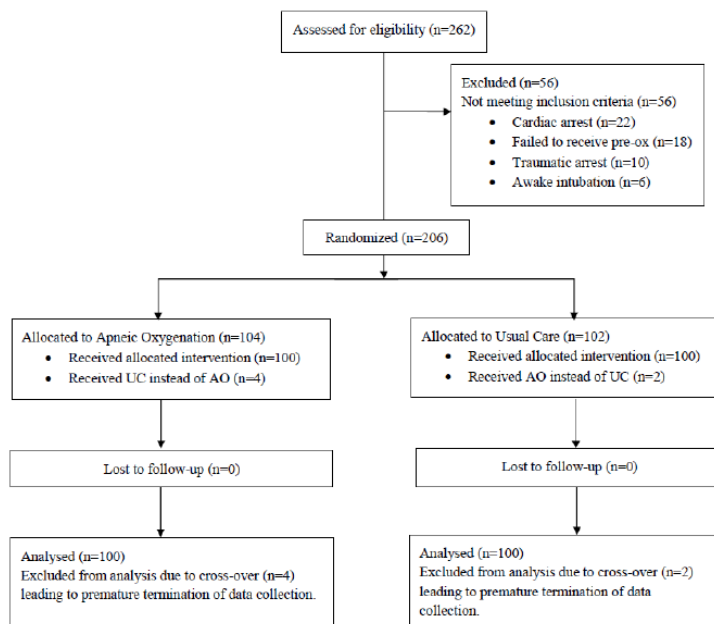 Assessed for eligibility (n=262)
Excluded (n=56)
Not meeting inclusion criteria (n=56)
• Cardiac arrest (n=22)
• Failed to receive pre-ox (n=18)
• Traumatic arrest (n=10)
• Awake intubation (n=6)
Randomized (n=206)
Allocated to Apneic Oxygenation (n=104)
• Received allocated intervention (n=100)
• Received UC instead of AO (n=4)
Allocated to Usual Care (n=102)
• Received allocated intervention (n=100)
• Received AO instead of UC (n=2)
Lost to follow-up (n=0)
Lost to follow-up (n=0)
Analysed (n=100)
Excluded from analysis due to cross-over (n=4)
leading to premature termination of data collection.
Analysed (n=100)
Excluded from analysis due to cross-over (n=2)
leading to premature termination of data
collection.